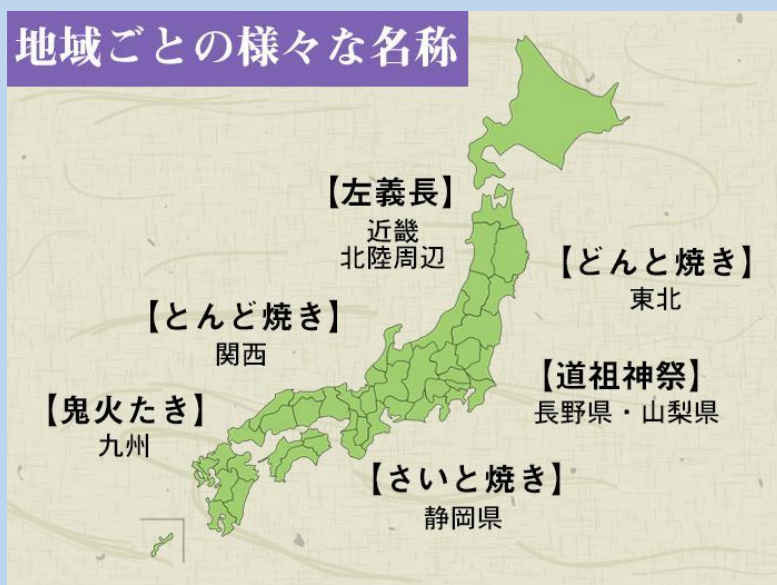 地域ごとの様々な名称
【左義長】
近畿
北陸周辺
【どんと焼き】
東北
【とんど焼き】
関西
【道祖神祭】
長野県・山梨県
【鬼火たき】
九州
【さいと焼き】
静岡県